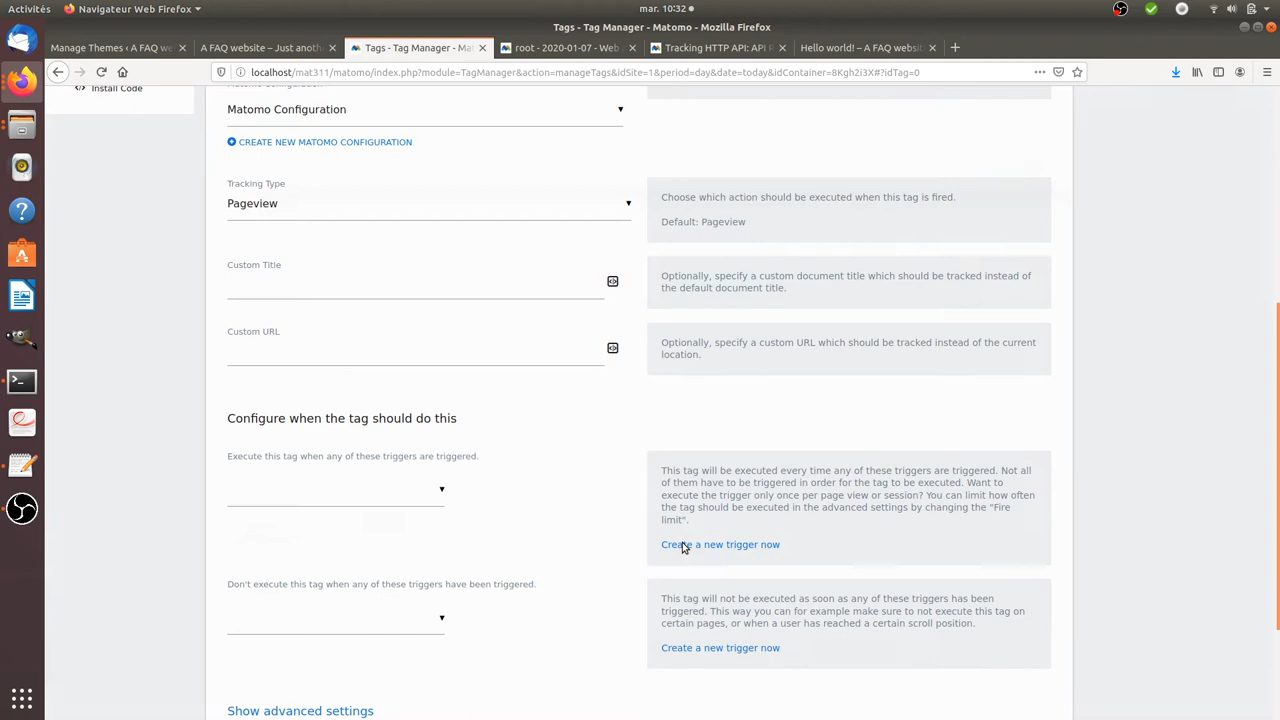 Activités
Navigateur Web Firefox
mar. 10:32
Tags - Tag Manager - Matomo - Mozilla Firefox
Manage Themes ‹ A FAQ we
A FAQ website – Just anoth
Tags - Tag Manager - Mat
root - 2020-01-07 - Web
Tracking HTTP API: API R
Hello world! – A FAQ websit
localhost/mat311/matomo/index.php?module=TagManager&action=manageTags&idSite=1&period=day&date=today&idContainer=8Kgh2i3X#?idTag=0
Install Code
Matomo Configuration
Matomo Configuration
CREATE NEW MATOMO CONFIGURATION
Tracking Type
Pageview
Choose which action should be executed when this tag is fired.
Default: Pageview
Custom Title
Optionally, specify a custom document title which should be tracked instead of
the default document title.
Custom URL
Optionally, specify a custom URL which should be tracked instead of the current
location.
Configure when the tag should do this
Execute this tag when any of these triggers are triggered.
This tag will be executed every time any of these triggers are triggered. Not all
of them have to be triggered in order for the tag to be executed. Want to
execute the trigger only once per page view or session? You can limit how often
the tag should be executed in the advanced settings by changing the "Fire
limit".
Create a new trigger now
Don't execute this tag when any of these triggers have been triggered.
This tag will not be executed as soon as any of these triggers has been
triggered. This way you can for example make sure to not execute this tag on
certain pages, or when a user has reached a certain scroll position.
Create a new trigger now
Show advanced settings